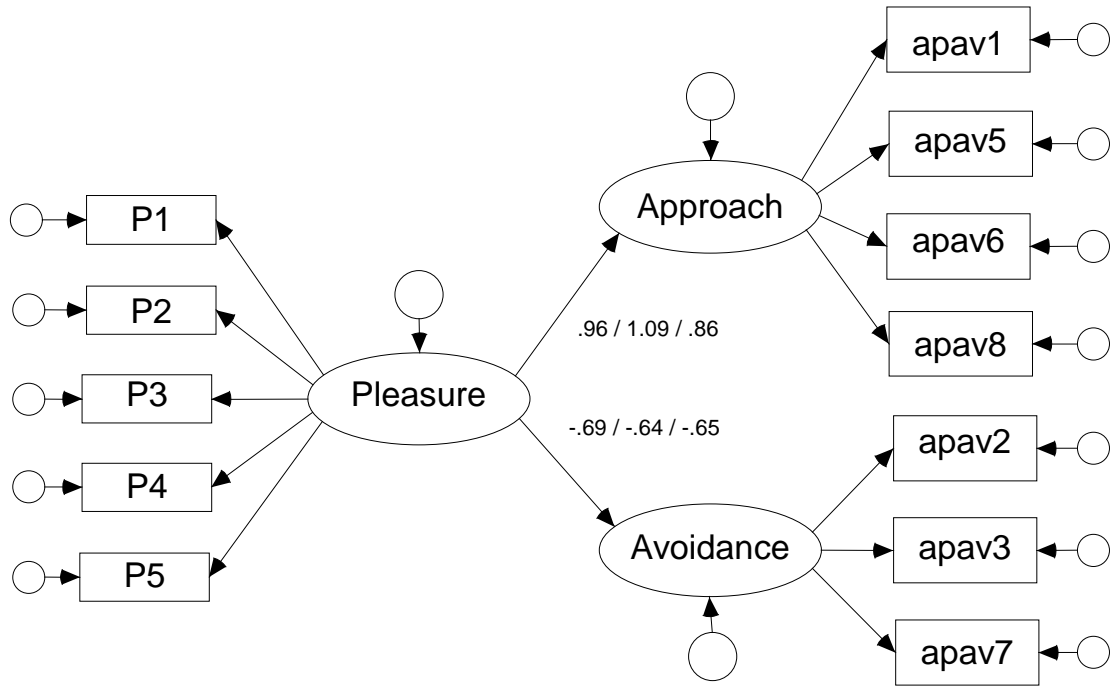 P1
P2
P3
P4
P5
Pleasure
.96 / 1.09 / .86
-.69 / -.64 / -.65
Approach
Avoidance
apav1
apav5
apav6
apav8
apav2
apav3
apav7